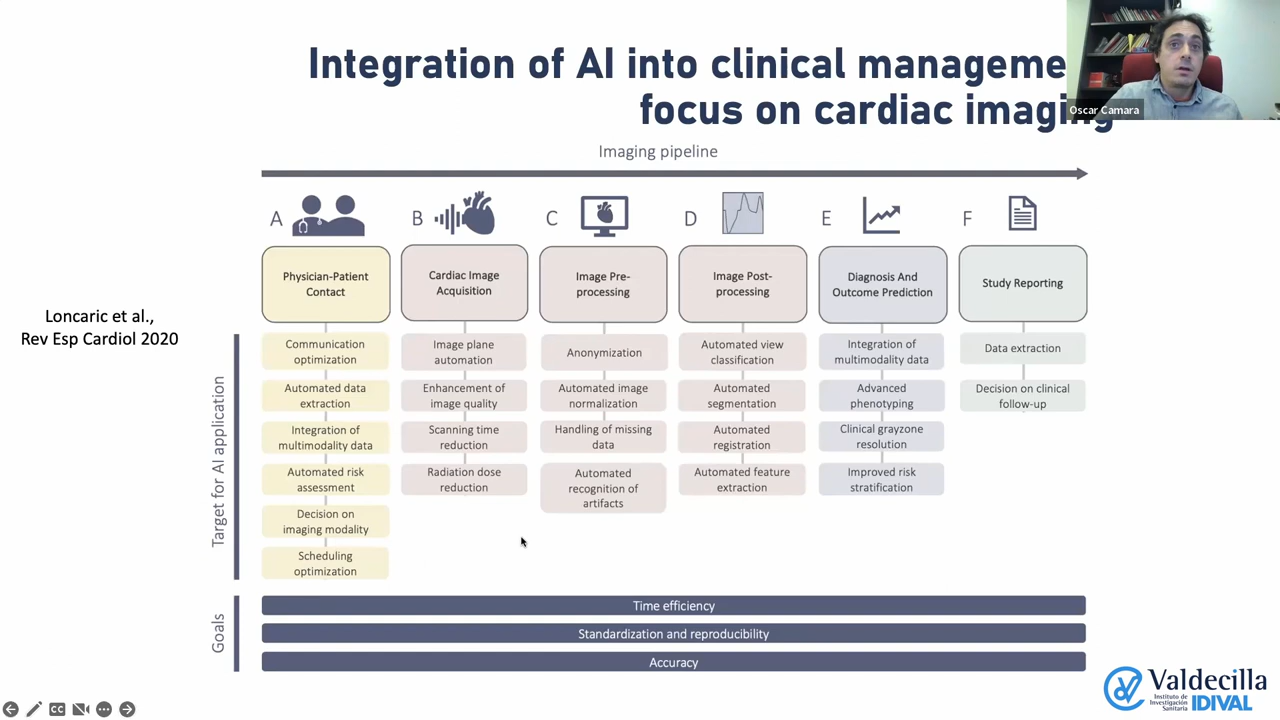 Integration of AI into clinical manageme
focus on cardiac imaging
Oscar Camara
Imaging pipeline
A
B
C
D
E
F
Physician-Patient
Contact
Cardiac Image
Acquisition
Image Pre-
processing
Image Post-
processing
Diagnosis And
Outcome Prediction
Study Reporting
Loncaric et al.,
Rev Esp Cardiol 2020
Target for AI application
Communication
optimization
Automated data
extraction
Integration of
multimodality data
Automated risk
assessment
Decision on
imaging modality
Scheduling
optimization
Image plane
automation
Enhancement of
image quality
Scanning time
reduction
Radiation dose
reduction
Anonymization
Automated image
normalization
Handling of missing
data
Automated
recognition of
artifacts
Automated view
classification
Automated
segmentation
Automated
registration
Automated feature
extraction
Integration of
multimodality data
Advanced
phenotyping
Clinical grayzone
resolution
Improved risk
stratification
Data extraction
Decision on clinical
follow-up
Goals
Time efficiency
Standardization and reproducibility
Accuracy
Valdecilla
Instituto de
Investigación
Sanitaria
IDIVAL
CC